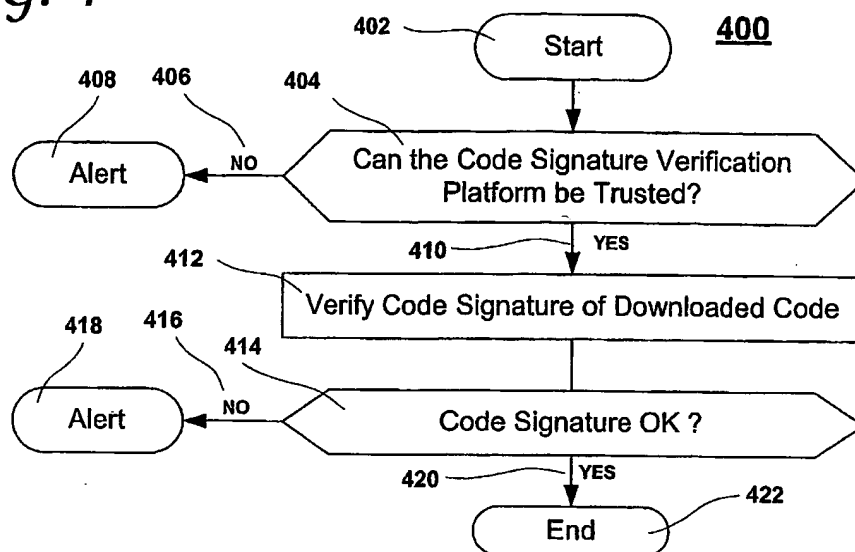 402
Start
400
408
406
404
Alert
NO
Can the Code Signature Verification
Platform be Trusted?
410
YES
412
Verify Code Signature of Downloaded Code
418
416
414
Alert
NO
Code Signature OK ?
420
YES
End
422